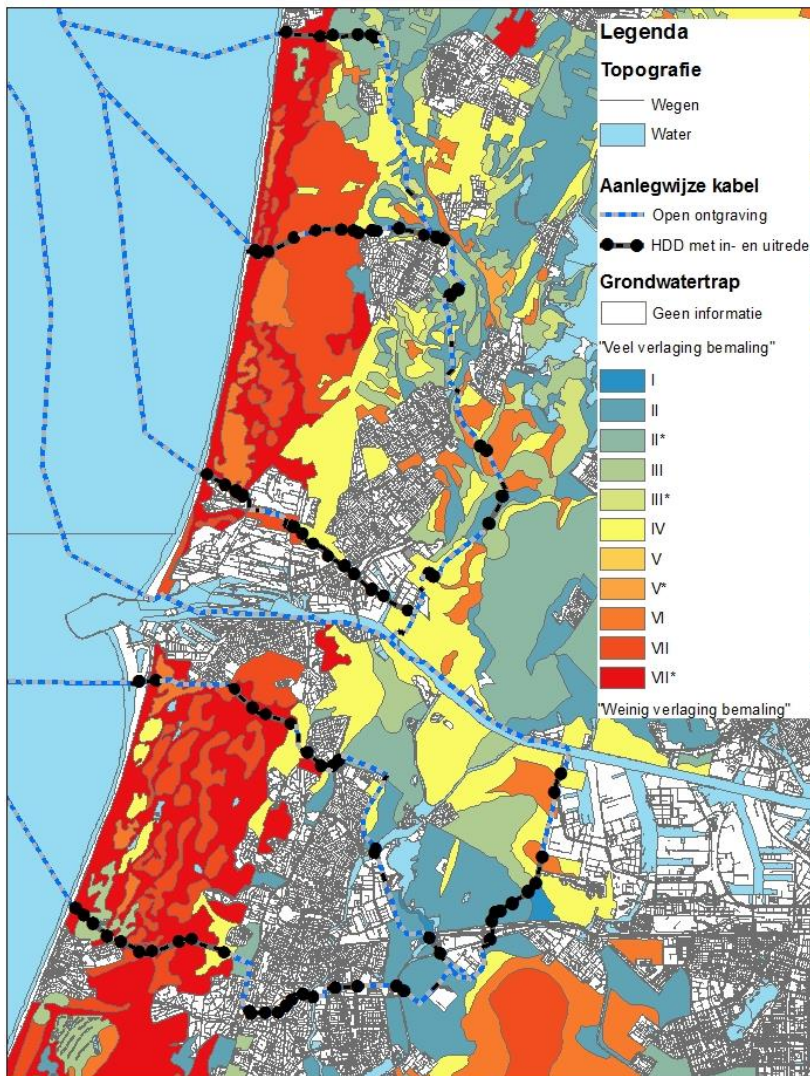 Legenda
Topografie
Wegen
Water
Aanlegwijze kabel
Open ontgraving
HDD met in- en uitrede
Grondwatertrap
Geen informatie
"Veel verlaging bemaling"
I
II
II*
III
III*
IV
V
V*
VI
VII
VII*
"Weinig verlaging bemaling"